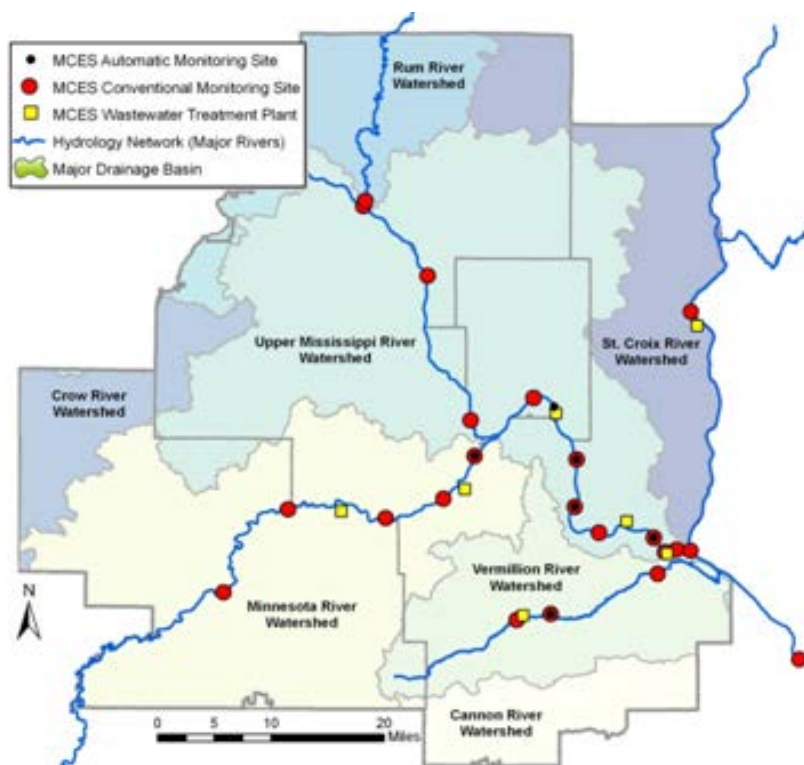 MCES Automatic Monitoring Site
MCES Conventional Monitoring Site
MCES Wastewater Treatment Plant
Hydrology Network (Major Rivers)
Major Drainage Basin
Rum River
Watershed
Upper Mississippi River
Watershed
St. Croix River
Watershed
Crow River
Watershed
Vermillion River
Watershed
N
Minnesota River
Watershed
Cannon River
Watershed
0 5 10 20
Miles